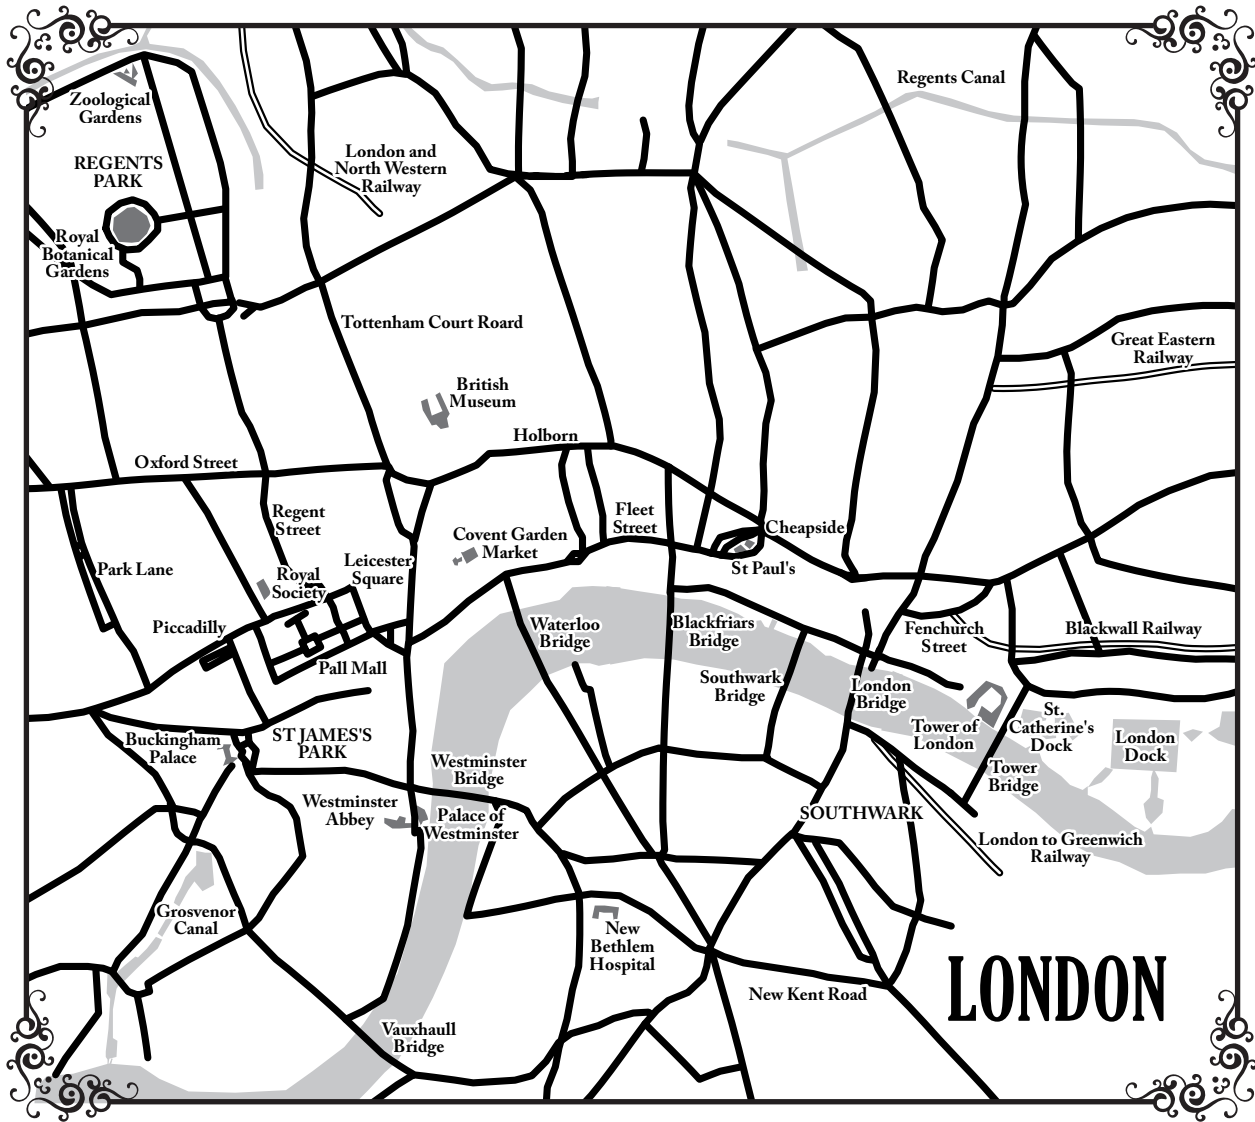 Regents Canal
Zoological
Gardens
REGENTS
PARK
London and
North Western
Railway
Royal
Botanical
Gardens
Tottenham Court Roard
Great Eastern
Railway
British
Museum
Holborn
Oxford Street
Regent
Street
Fleet
Street
Covent Garden
Market
Cheapside
Leicester
Square
Park Lane
St Paul's
Royal
Society
Piccadilly
Waterloo
Bridge
Blackfriars
Bridge
Fenchurch
Street
Blackwall Railway
Pall Mall
Southwark
Bridge
London
Bridge
Tower of
London
St.
Catherine's
Dock
London
Dock
Buckingham
Palace
ST JAMES'S
PARK
Westminster
Bridge
Tower
Bridge
Westminster
Abbey
Palace of
Westminster
SOUTHWARK
London to Greenwich
Railway
Grosvenor
Canal
New
Bethlem
Hospital
New Kent Road
LONDON
Vauxhaull
Bridge